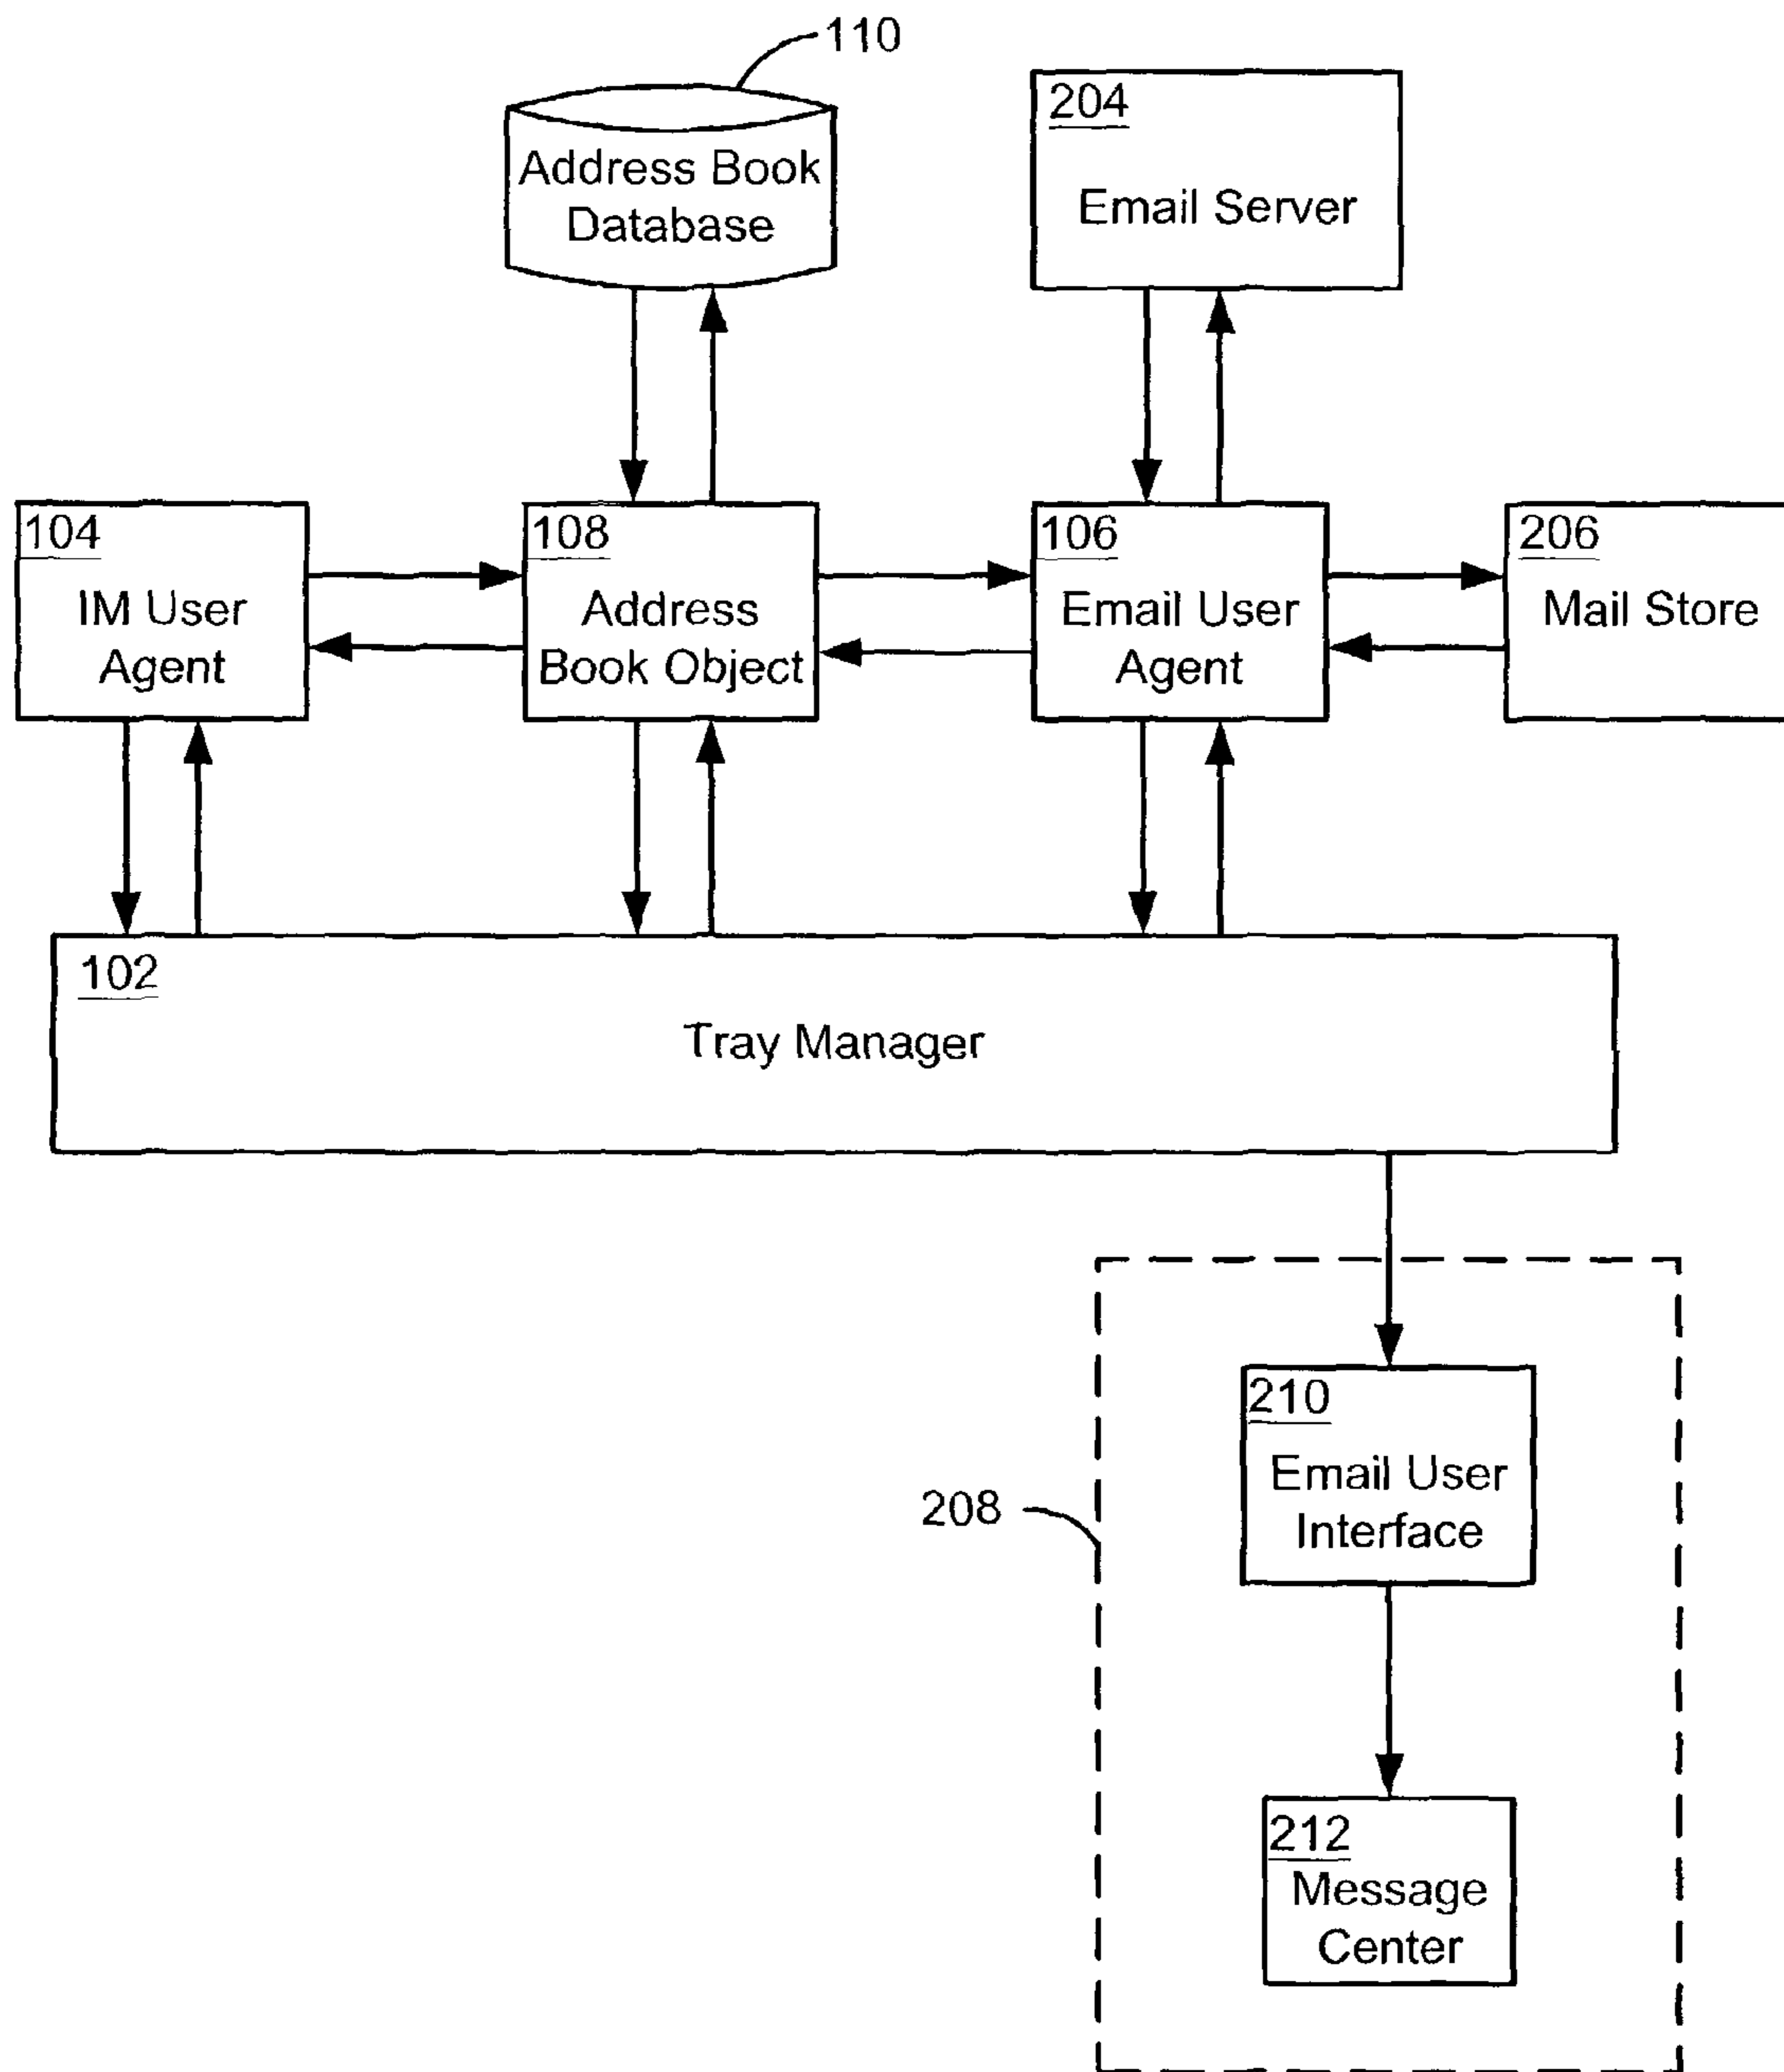 110
Address Book
Database
204
Email Server
104
IM User
Agent
108
Address
Book Object
106
Email User
Agent
206
Mail Store
102
Tray Manager
210
Email User
Interface
208
212
Message
Center